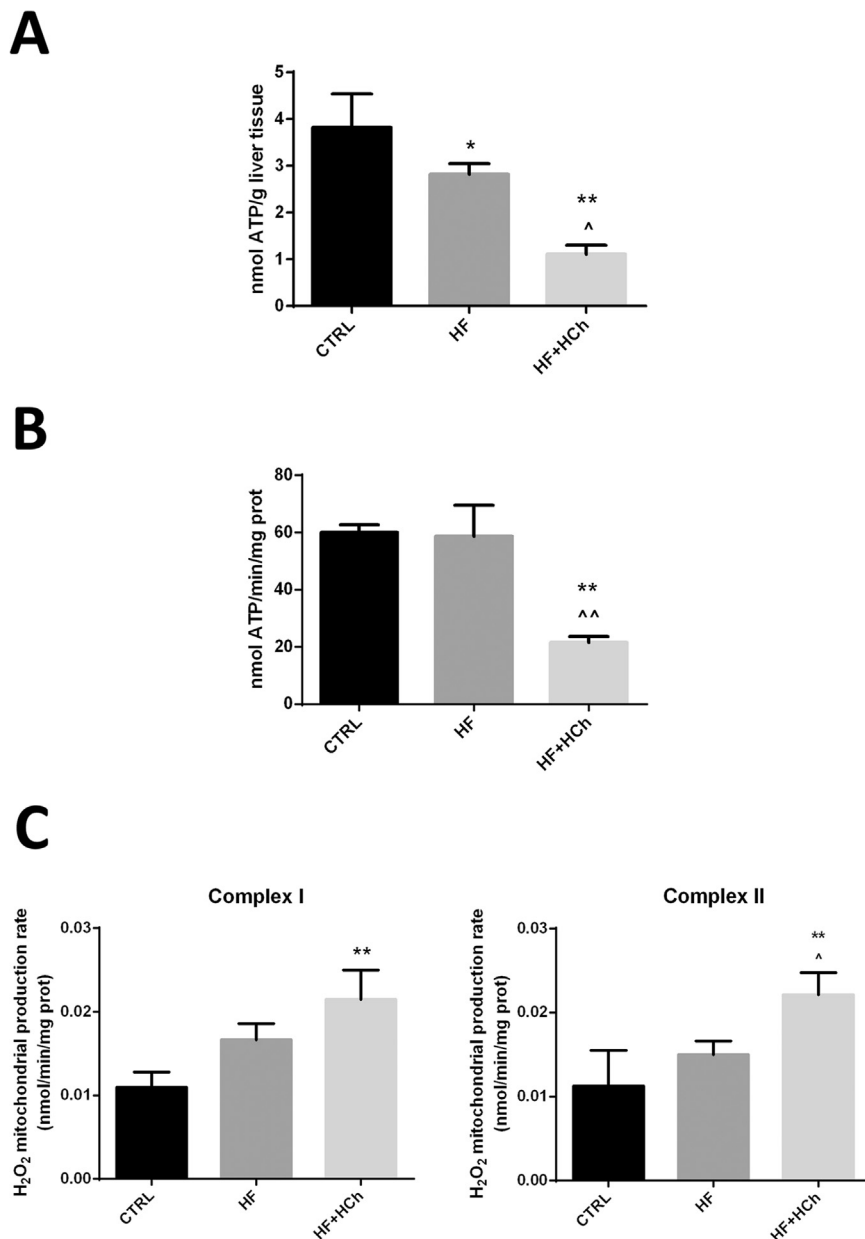 A
nmol ATP/g liver tissue
5
4
3
2
1
0
*
**
^
CTRL
HF
HF+HCh
B
nmol ATP/min/mg prot
80
60
40
20
0
**
^^
CTRL
HF
HF+HCh
C
Complex I
H₂O₂ mitochondrial production rate
(nmol/min/mg prot)
0.03
0.02
0.01
0.00
**
CTRL
HF
HF+HCh
Complex II
H₂O₂ mitochondrial production rate
(nmol/min/mg prot)
0.03
0.02
0.01
0.00
**
^
CTRL
HF
HF+HCh